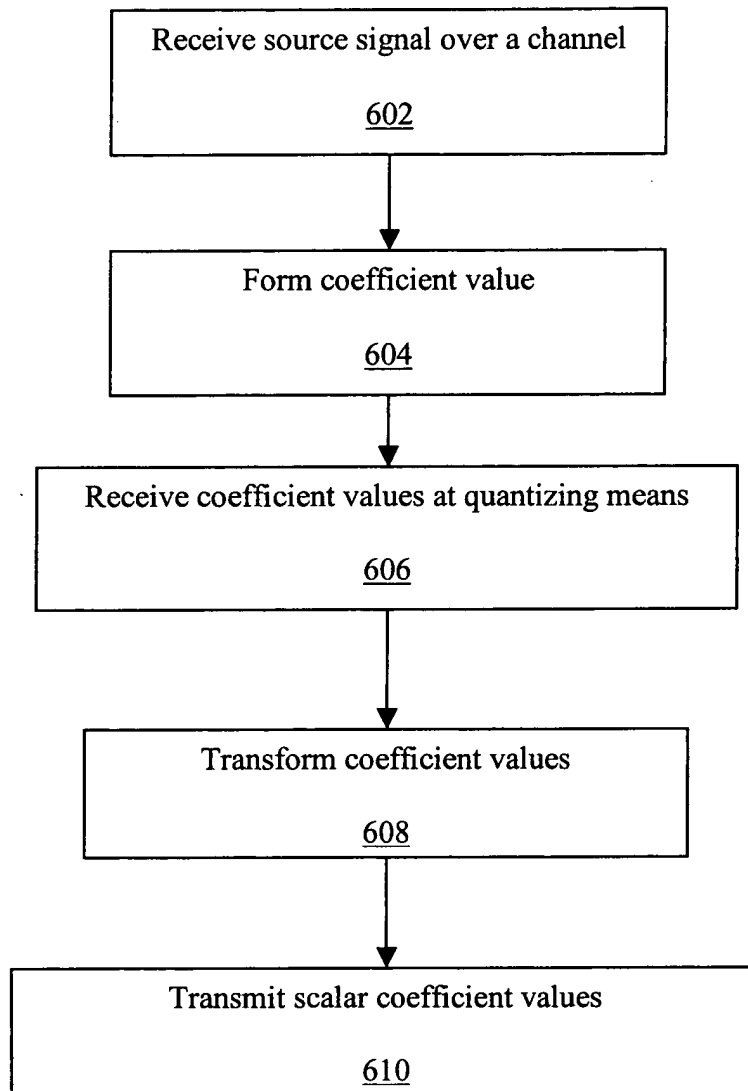 Receive source signal over a channel
602
Form coefficient value
604
Receive coefficient values at quantizing means
606
Transform coefficient values
608
Transmit scalar coefficient values
610